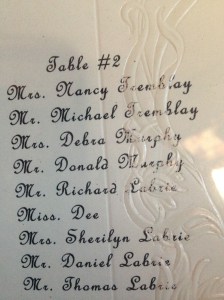 Table #2
Mrs. Nancy Tremblay
Mr. Michael Tremblay
Mrs. Debra Murphy
Mr. Donald Murphy
Mr. Richard Labrie
Miss. Dee
Mrs. Sherilyn Labrie
Mr. Daniel Labrie
Mr. Thomas Labrie